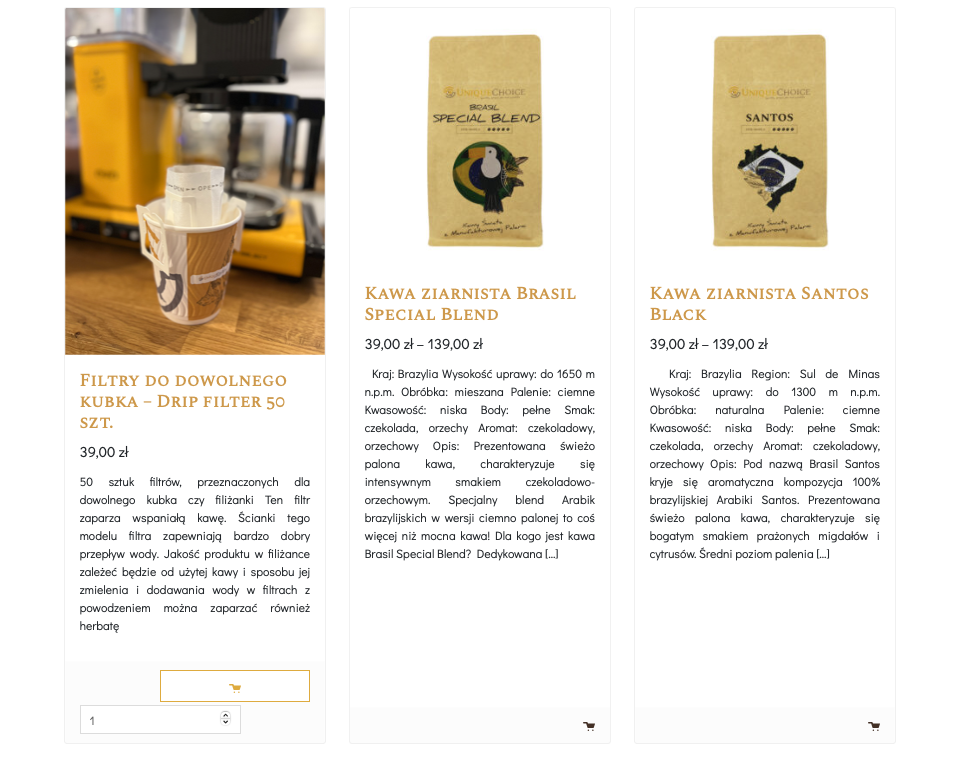 UNIQUECHOICE
BRASIL
SPECIAL BLEND
Kawy Świata
z Manufakturowej Palarni
UNIQUECHOICE
SANTOS
Kawy Świata
z Manufakturowej Palarni
Filtry do dowolnego
kubka – Drip filter 50
szt.
39,00 zł
50 sztuk filtrów, przeznaczonych dla
dowolnego kubka czy filiżanki Ten filtr
zaparza wspaniałą kawę. Ścianki tego
modelu filtra zapewniają bardzo dobry
przepływ wody. Jakość produktu w filiżance
zależeć będzie od użytej kawy i sposobu jej
zmielenia i dodawania wody w filtrach z
powodzeniem można zaparzać również
herbatę
1
Kawa ziarnista Brasil
Special Blend
39,00 zł – 139,00 zł
Kraj: Brazylia Wysokość uprawy: do 1650 m
n.p.m. Obróbka: mieszana Palenie: ciemne
Kwasowość: niska Body: pełne Smak:
czekolada, orzechy Aromat: czekoladowy,
orzechowy Opis: Prezentowana świeżo
palona kawa, charakteryzuje się
intensywnym smakiem czekoladowo-
orzechowym. Specjalny blend Arabik
brazylijskich w wersji ciemno palonej to coś
więcej niż mocna kawa! Dla kogo jest kawa
Brasil Special Blend? Dedykowana [...]
Kawa ziarnista Santos
Black
39,00 zł – 139,00 zł
Kraj: Brazylia Region: Sul de Minas
Wysokość uprawy: do 1300 m n.p.m.
Obróbka: naturalna Palenie: ciemne
Kwasowość: niska Body: pełne Smak:
czekolada, orzechy Aromat: czekoladowy,
orzechowy Opis: Pod nazwą Brasil Santos
kryje się aromatyczna kompozycja 100%
brazylijskiej Arabiki Santos. Prezentowana
świeżo palona kawa, charakteryzuje się
bogatym smakiem prażonych migdałów i
cytrusów. Średni poziom palenia [...]